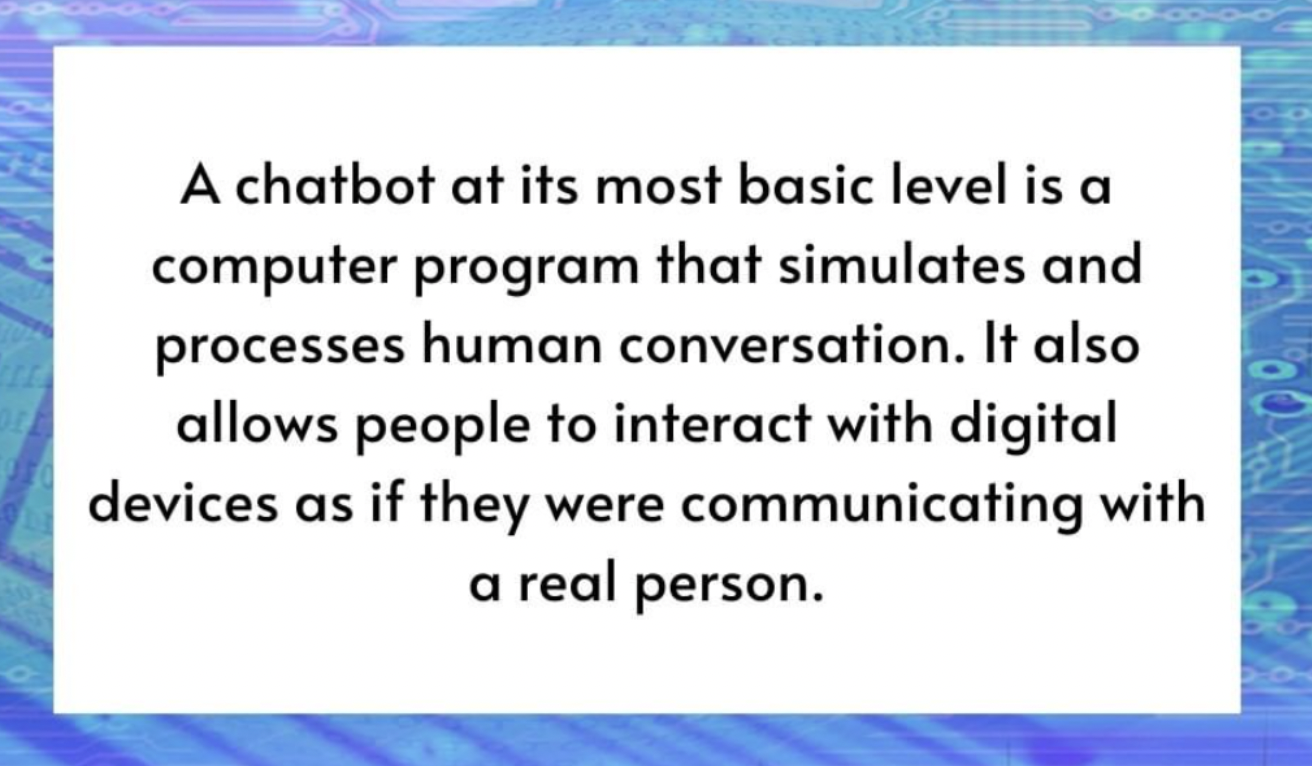 A chatbot at its most basic level is a
computer program that simulates and
processes human conversation. It also
allows people to interact with digital
devices as if they were communicating with
a real person.